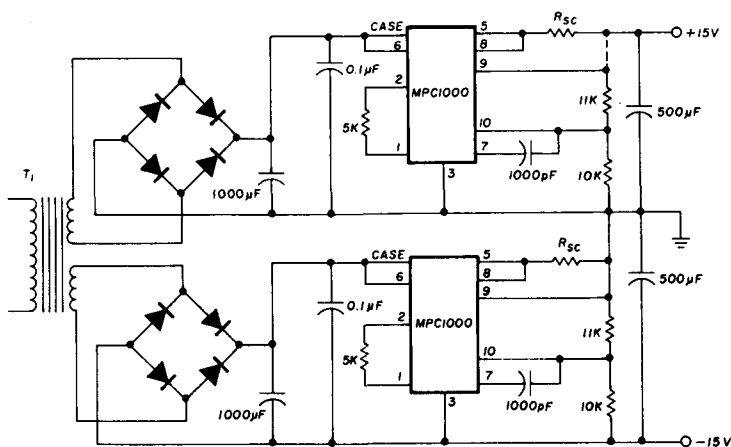 T1
1000µF
0.1µF
CASE
6
2
5K
1
MPC1000
3
5
8
9
10
7
RSC
1000pF
11K
10K
500µF
+15V
1000µF
0.1µF
CASE
6
2
5K
1
MPC1000
3
5
8
9
10
7
RSC
1000pF
11K
10K
500µF
-15V